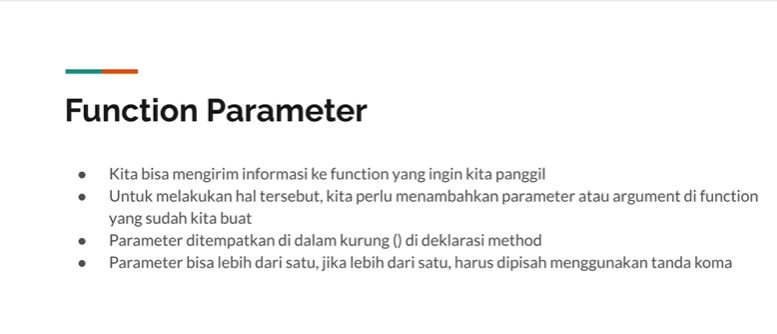 Function Parameter
● Kita bisa mengirim informasi ke function yang ingin kita panggil
● Untuk melakukan hal tersebut, kita perlu menambahkan parameter atau argument di function
yang sudah kita buat
● Parameter ditempatkan di dalam kurung () di deklarasi method
● Parameter bisa lebih dari satu, jika lebih dari satu, harus dipisah menggunakan tanda koma